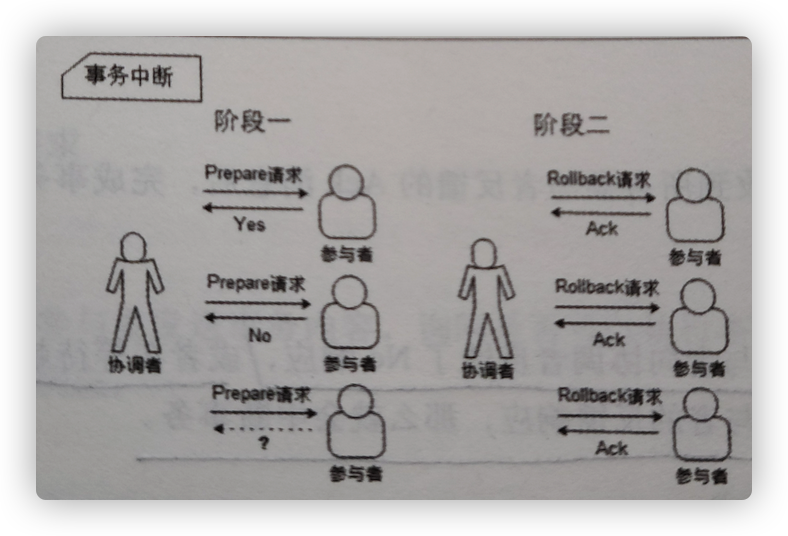 事务中断
阶段一
Prepare请求
Yes
参与者
Prepare请求
No
参与者
Prepare请求
?
参与者
协调者
阶段二
Rollback请求
Ack
参与者
Rollback请求
Ack
参与者
Rollback请求
Ack
参与者
协调者